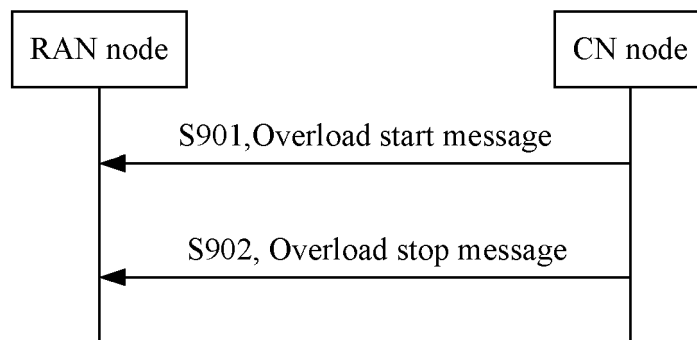 RAN node
CN node
S901,Overload start message
S902, Overload stop message